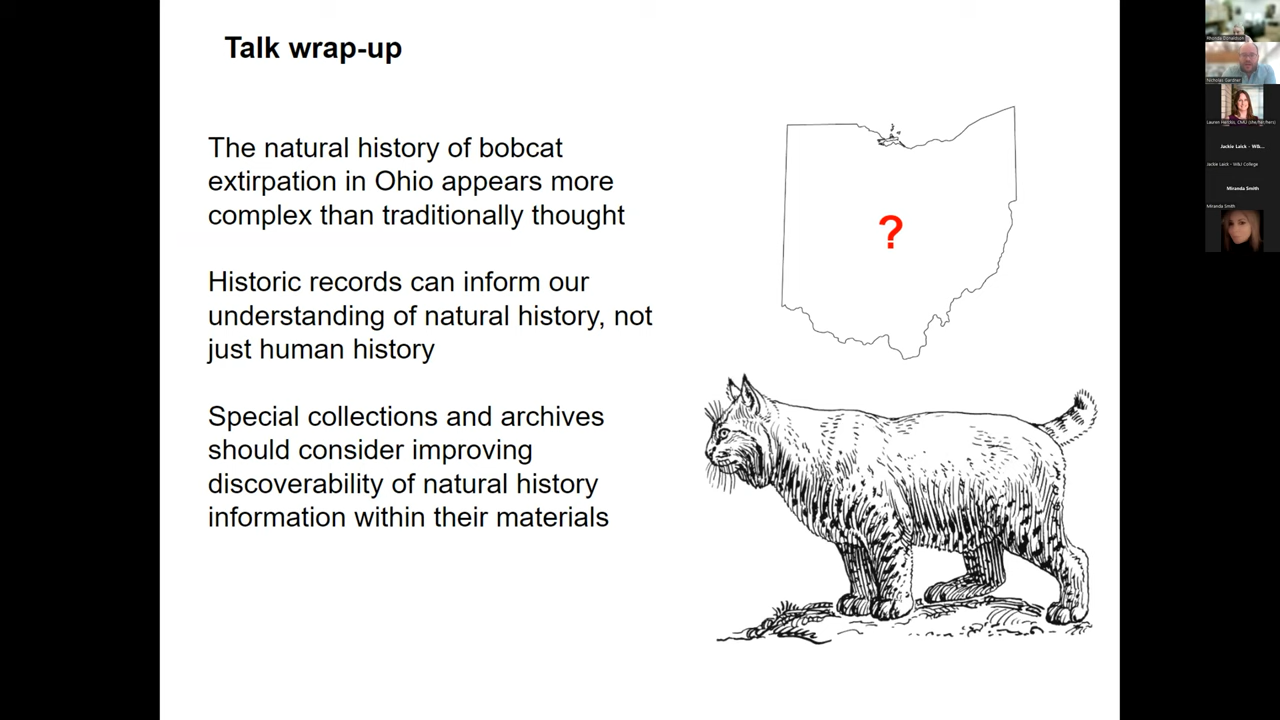 Talk wrap-up
The natural history of bobcat
extirpation in Ohio appears more
complex than traditionally thought
Historic records can inform our
understanding of natural history, not
just human history
Special collections and archives
should consider improving
discoverability of natural history
information within their materials
?
Rhonda Donaldson
Nicholas Gardner
Lauren Herckis, CMU (she/her/hers)
Jackie Laick - W&...
Jackie Laick - W&J College
Miranda Smith
Miranda Smith